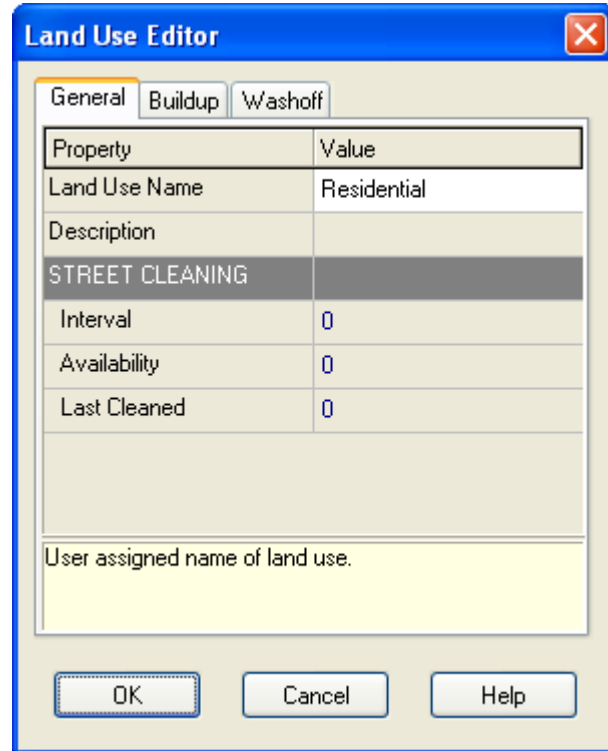 Land Use Editor
General Buildup Washoff
Property Value
Land Use Name Residential
Description
STREET CLEANING
Interval 0
Availability 0
Last Cleaned 0
User assigned name of land use.
OK Cancel Help